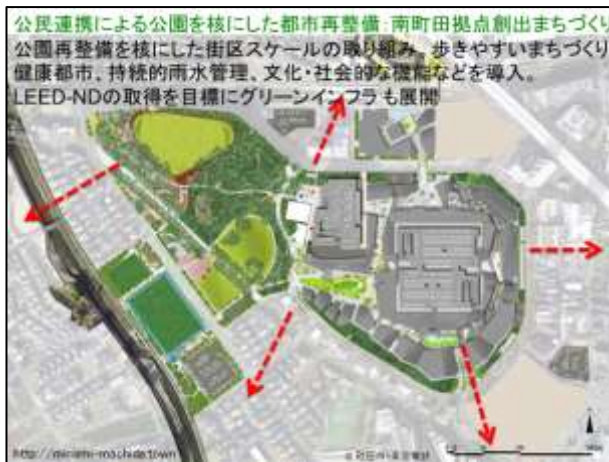 公民連携による公園を核にした都市再整備 南町田拠点創出まちづくり
公園再整備を核にした街区スケールの取り組み。歩きやすいまちづくり
健康都市、持続的雨水管理、文化・社会的な機能などを導入。
LEED-NDの取得を目標にグリーンインフラも展開
http://minami-machida.town